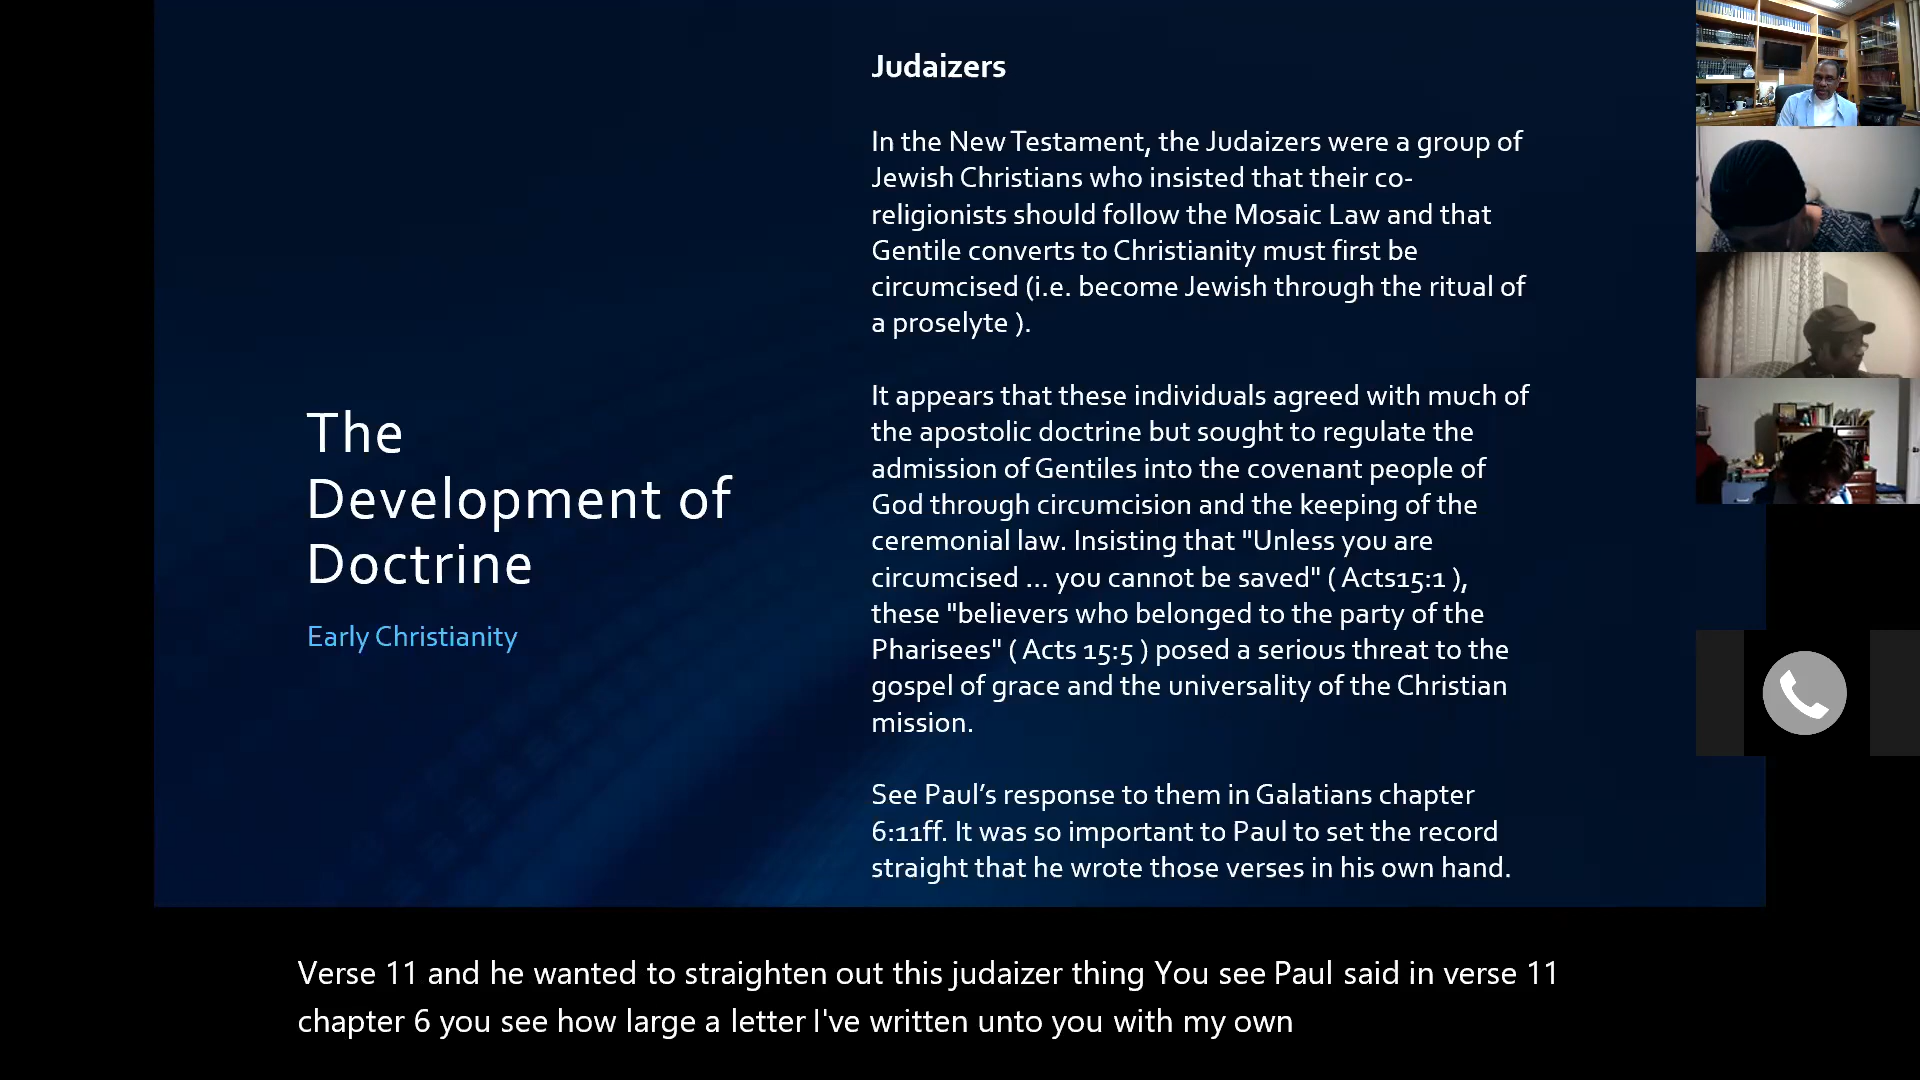 The
Development of
Doctrine
Early Christianity
Judaizers
In the New Testament, the Judaizers were a group of
Jewish Christians who insisted that their co-
religionists should follow the Mosaic Law and that
Gentile converts to Christianity must first be
circumcised (i.e. become Jewish through the ritual of
a proselyte ).
It appears that these individuals agreed with much of
the apostolic doctrine but sought to regulate the
admission of Gentiles into the covenant people of
God through circumcision and the keeping of the
ceremonial law. Insisting that "Unless you are
circumcised ... you cannot be saved" ( Acts15:1 ),
these "believers who belonged to the party of the
Pharisees" ( Acts 15:5 ) posed a serious threat to the
gospel of grace and the universality of the Christian
mission.
See Paul’s response to them in Galatians chapter
6:11ff. It was so important to Paul to set the record
straight that he wrote those verses in his own hand.
Verse 11 and he wanted to straighten out this judaizer thing You see Paul said in verse 11
chapter 6 you see how large a letter I've written unto you with my own